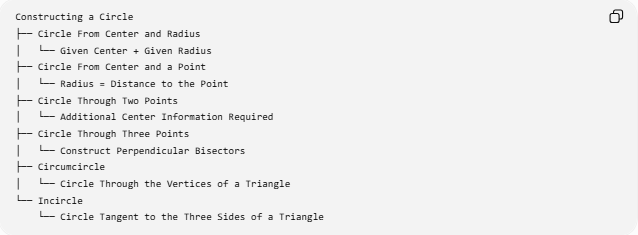 Constructing a Circle
├── Circle From Center and Radius
│   └── Given Center + Given Radius
├── Circle From Center and a Point
│   └── Radius = Distance to the Point
├── Circle Through Two Points
│   └── Additional Center Information Required
├── Circle Through Three Points
│   └── Construct Perpendicular Bisectors
├── Circumcircle
│   └── Circle Through the Vertices of a Triangle
└── Incircle
    └── Circle Tangent to the Three Sides of a Triangle